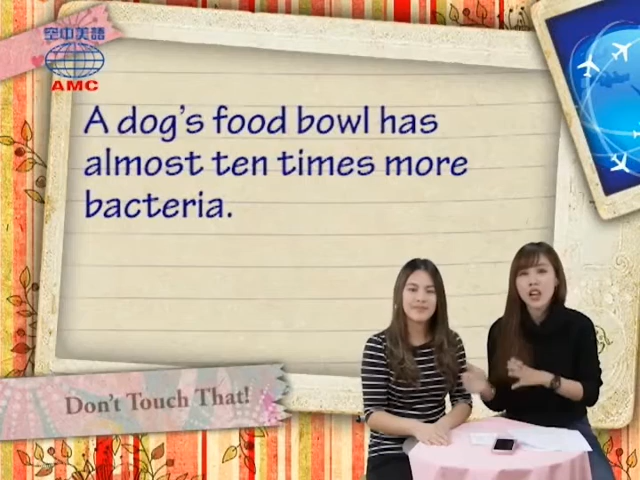 空中美語
AMC
A dog's food bowl has
almost ten times more
bacteria.
Don't Touch That!